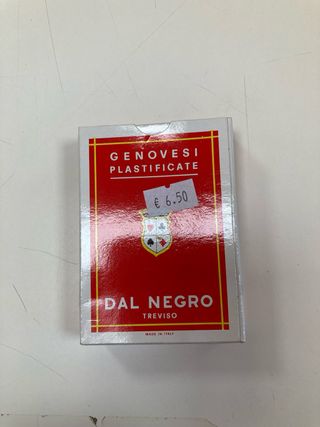 GENOVESI
PLASTIFICATE
€ 6.50
DAL NEGRO
TREVISO
MADE IN ITALY